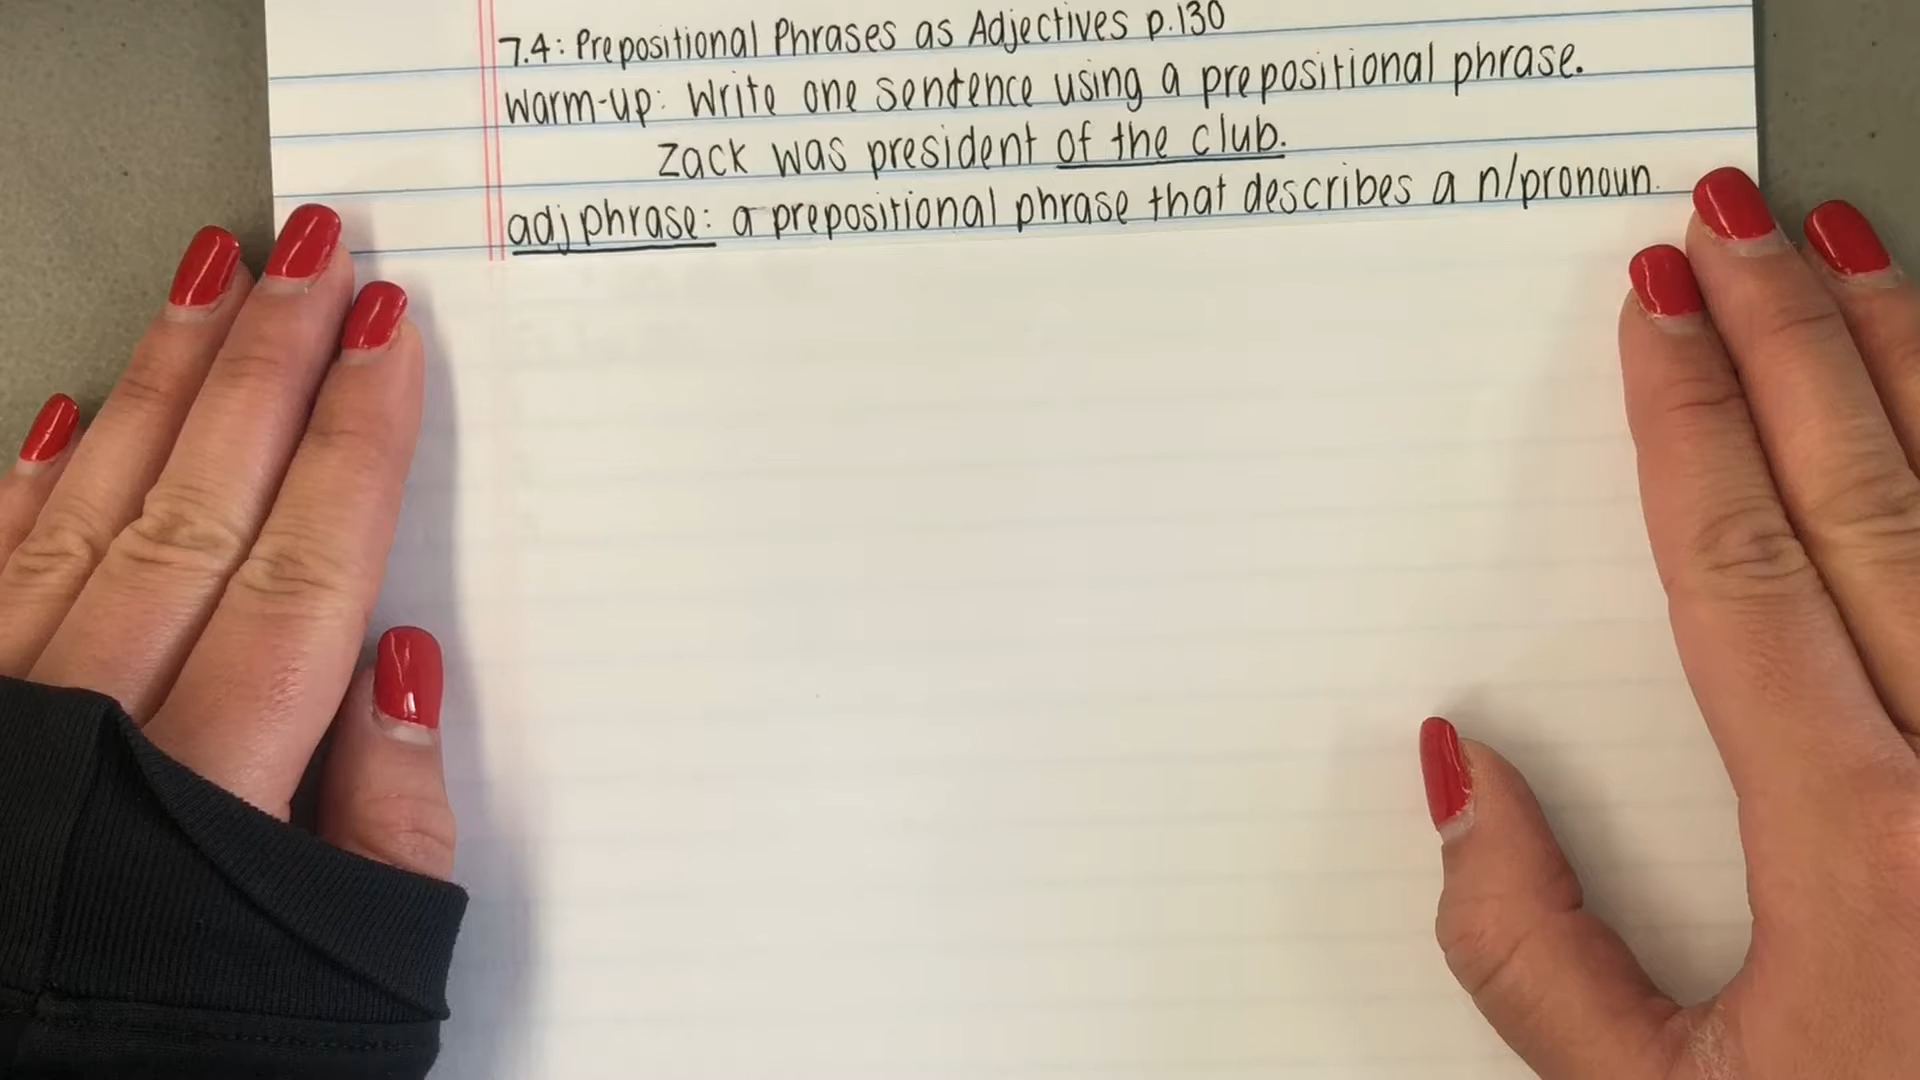 7.4: Prepositional Phrases as Adjectives p.130
Warm-up: Write one sentence using a prepositional phrase.
Zack was president of the club.
adj phrase: a prepositional phrase that describes a n/pronoun.